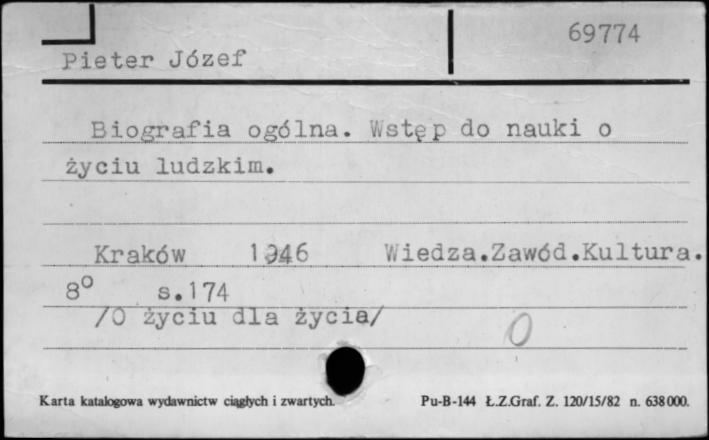 69774
Pieter Józef
Biografia ogólna. Wstęp do nauki o
życiu ludzkim.
Kraków 1946 Wiedza.Zawód.Kultura.
8° s.174
/O życiu dla życia/
O
Karta katalogowa wydawnictw ciągłych i zwartych. Pu-B-144 Ł.Z.Graf. Z. 120/15/82 n. 638000.